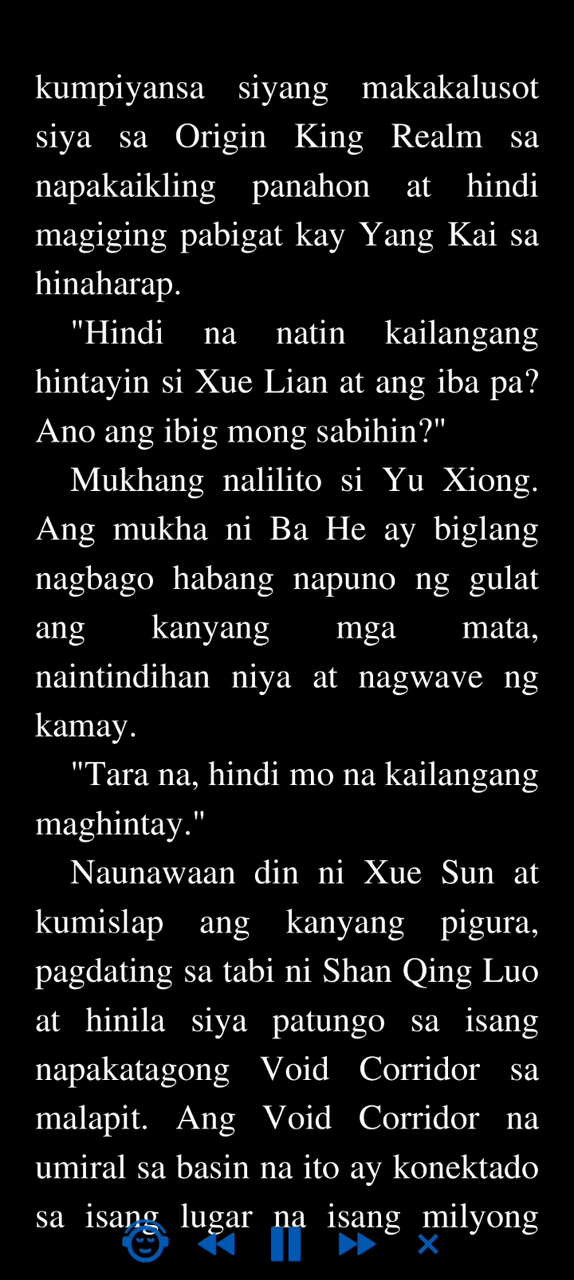 kumpiyansa siyang makakalusot
siya sa Origin King Realm sa
napakaikling panahon at hindi
magiging pabigat kay Yang Kai sa
hinaharap.
"Hindi na natin kailangang
hintayin si Xue Lian at ang iba pa?
Ano ang ibig mong sabihin?"
Mukhang nalilito si Yu Xiong.
Ang mukha ni Ba He ay biglang
nagbago habang napuno ng gulat
ang kanyang mga mata,
naintindihan niya at nagwave ng
kamay.
"Tara na, hindi mo na kailangang
maghintay."
Naunawaan din ni Xue Sun at
kumislap ang kanyang pigura,
pagdating sa tabi ni Shan Qing Luo
at hinila siya patungo sa isang
napakatagong Void Corridor sa
malapit. Ang Void Corridor na
umiral sa basin na ito ay konektado
sa isang lugar na isang milyong